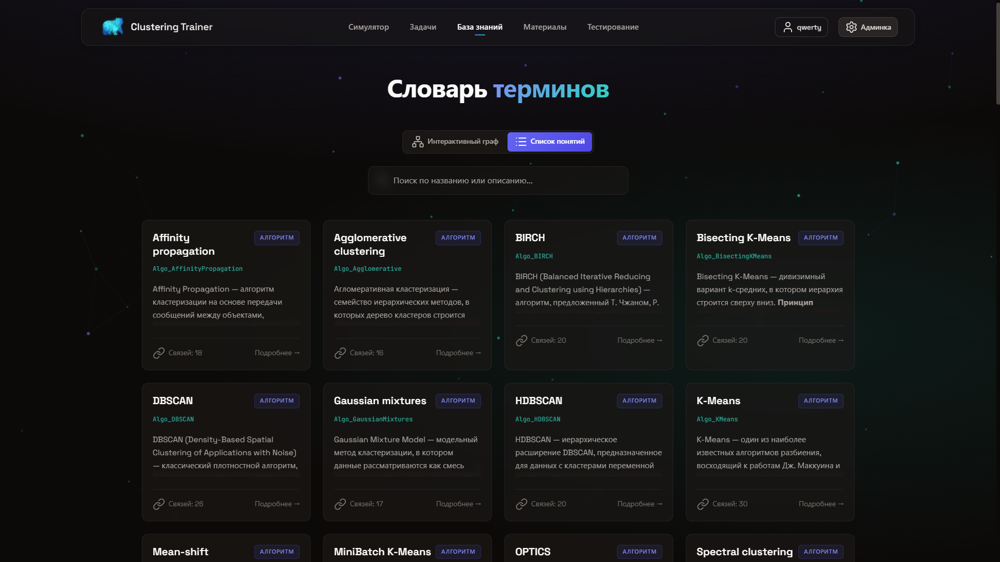 Clustering Trainer
Симулятор
Задачи
База знаний
Материалы
Тестирование
qwerty
Админка
Словарь терминов
Интерактивный граф
Список понятий
Поиск по названию или описанию...
Affinity
propagation
АЛГОРИТМ
Algo_AffinityPropagation
Affinity Propagation — алгоритм
кластеризации на основе передачи
сообщений между объектами,
Связей: 18
Подробнее →
Agglomerative
clustering
АЛГОРИТМ
Algo_Agglomerative
Агломеративная кластеризация —
семейство иерархических методов, в
которых дерево кластеров строится
Связей: 16
Подробнее →
BIRCH
АЛГОРИТМ
Algo_BIRCH
BIRCH (Balanced Iterative Reducing
and Clustering using Hierarchies) —
алгоритм, предложенный Т. Чжаном, Р.
Связей: 20
Подробнее →
Bisecting K-Means
АЛГОРИТМ
Algo_BisectingKMeans
Bisecting K-Means — дивизимный
вариант k-средних, в котором иерархия
строится сверху вниз. Принцип
Связей: 20
Подробнее →
DBSCAN
АЛГОРИТМ
Algo_DBSCAN
DBSCAN (Density-Based Spatial
Clustering of Applications with Noise)
— классический плотностной алгоритм,
Связей: 26
Подробнее →
Gaussian mixtures
АЛГОРИТМ
Algo_GaussianMixtures
Gaussian Mixture Model — модельный
метод кластеризации, в котором
данные рассматриваются как смесь
Связей: 17
Подробнее →
HDBSCAN
АЛГОРИТМ
Algo_HDBSCAN
HDBSCAN — иерархическое
расширение DBSCAN, предназначенное
для данных с кластерами переменной
Связей: 20
Подробнее →
K-Means
АЛГОРИТМ
Algo_KMeans
K-Means — один из наиболее
известных алгоритмов разбиения,
восходящий к работам Дж. Маккуина и
Связей: 30
Подробнее →
Mean-shift
АЛГОРИТМ
MiniBatch K-Means
АЛГОРИТМ
OPTICS
АЛГОРИТМ
Spectral clustering
АЛГОРИТМ